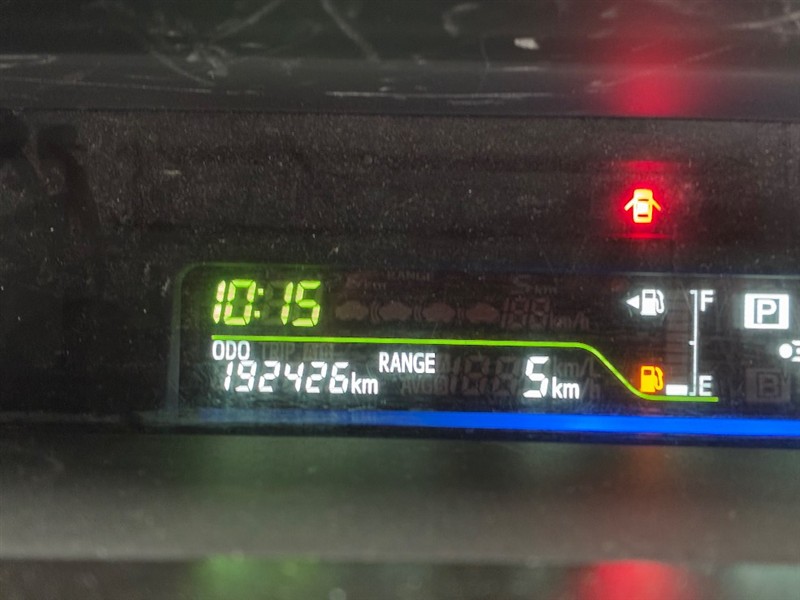 10:15
F
P
ODO
192426km
RANGE
5km
E